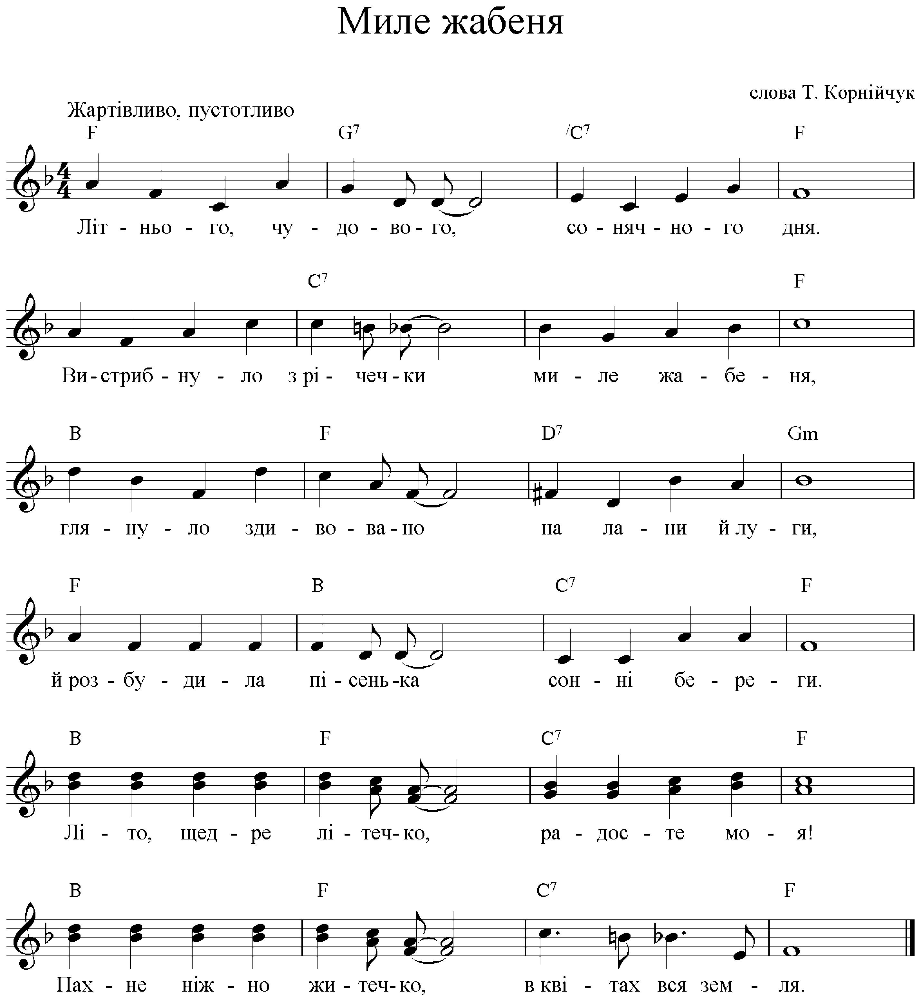 Миле жабеня
слова Т. Корнійчук
Жартівливо, пустотливо
F G7 /C7 F
4/4
Літ - ньо - го, чу - до - во - го, со - няч - но - го дня.
C7 F
Ви - стриб - ну - ло з рі - чеч - ки ми - ле жа - бе - ня,
B F D7 Gm
гля - ну - ло зди - во - ва - но на ла - ни й лу - ги,
F B C7 F
й роз - бу - ди - ла пі - сень - ка сон - ні бе - ре - ги.
B F C7 F
Лі - то, щед - ре лі - теч - ко, ра - дос - те мо - я!
B F C7 F
Пах - не ніж - но жи - теч - ко, в кві - тах вся зем - ля.